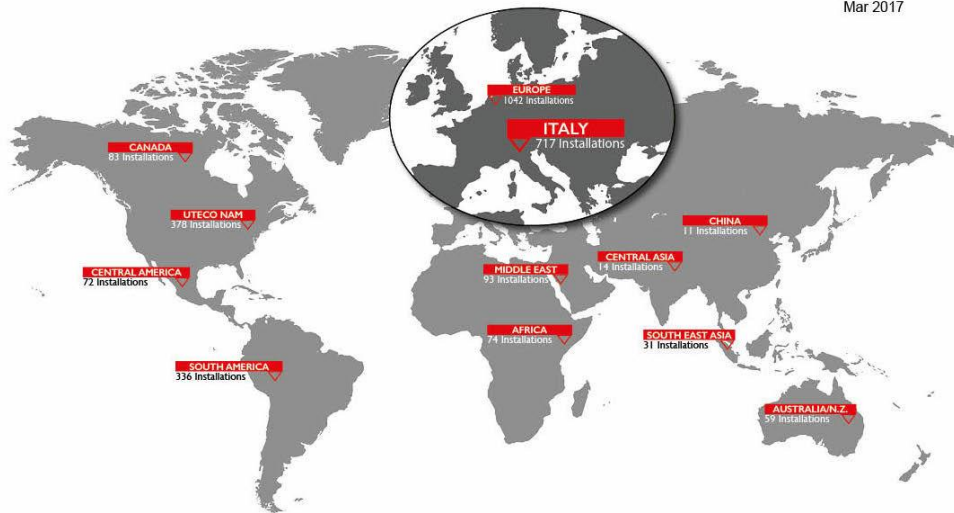 Mar 2017
EUROPE
1042 Installations
ITALY
717 Installations
CANADA
83 Installations
UTECO NAM
378 Installations
CHINA
11 Installations
CENTRAL ASIA
14 Installations
CENTRAL AMERICA
72 Installations
MIDDLE EAST
93 Installations
AFRICA
74 Installations
SOUTH EAST ASIA
31 Installations
SOUTH AMERICA
336 Installations
AUSTRALIA/N.Z.
59 Installations